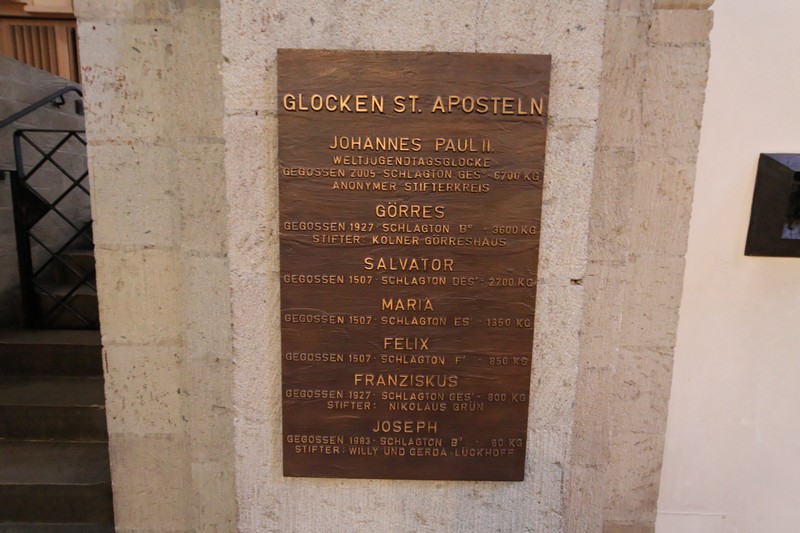 GLOCKEN ST. APOSTELN
JOHANNES PAUL II.
WELTJUGENDTAGSGLOCKE
GEGOSSEN 2005 · SCHLAGTON GES° · 6700 KG
ANONYMER STIFTERKREIS
GÖRRES
GEGOSSEN 1927 · SCHLAGTON B° · 3600 KG
STIFTER: KÖLNER GÖRRESHAUS
SALVATOR
GEGOSSEN 1507 · SCHLAGTON DES' · 2700 KG
MARIA
GEGOSSEN 1507 · SCHLAGTON ES' · 1350 KG
FELIX
GEGOSSEN 1507 · SCHLAGTON F' · 950 KG
FRANZISKUS
GEGOSSEN 1927 · SCHLAGTON GES' · 800 KG
STIFTER: NIKOLAUS GRÜN
JOSEPH
GEGOSSEN 1983 · SCHLAGTON B" · 80 KG
STIFTER: WILLY UND GERDA LÜCKHOFF